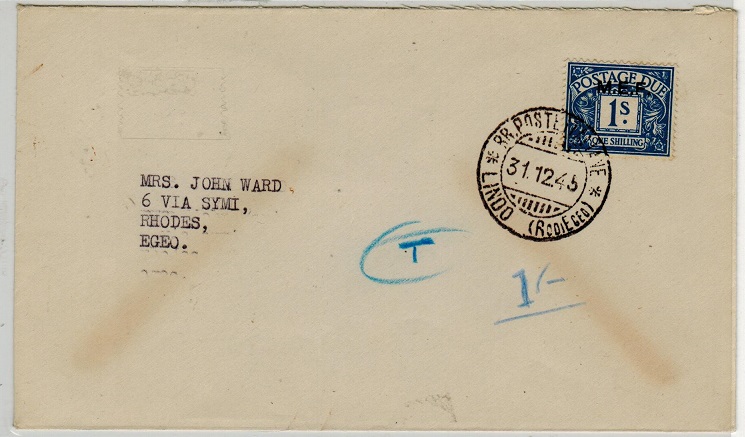 POSTAGE DUE
M.E.F.
1S.
ONE SHILLING
RR. POSTE
31.12.45
* LINDO (RODI EGEO) *
MRS. JOHN WARD
6 VIA SYMI,
RHODES,
EGEO.
T
1/-